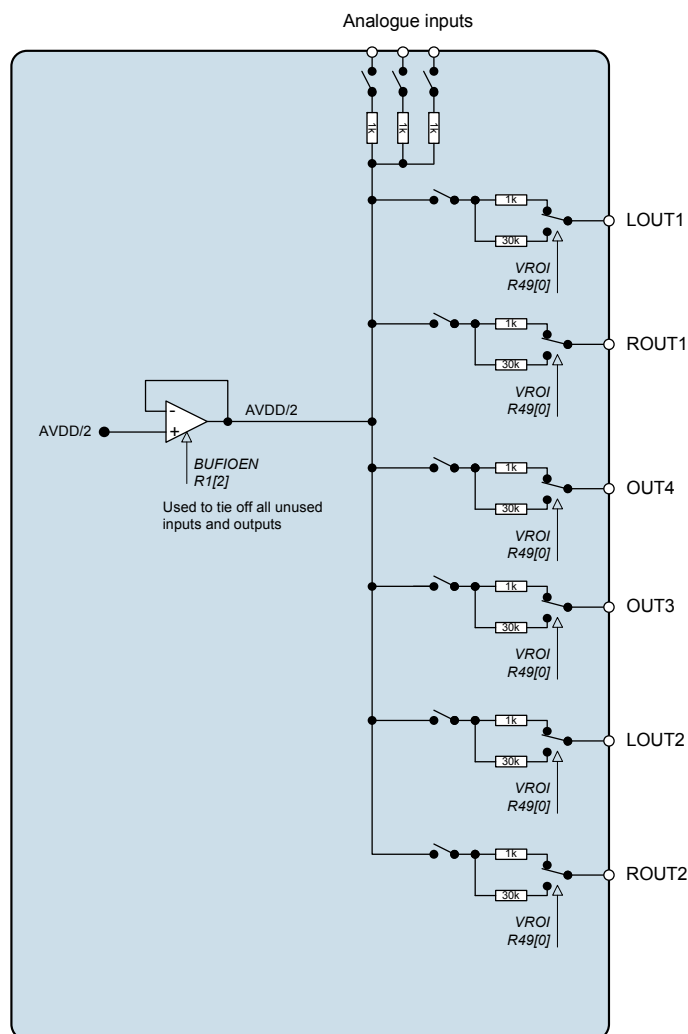 Analogue inputs
1k 1k 1k
1k
LOUT1
30k
VROI
R49[0]
1k
ROUT1
30k
VROI
R49[0]
-
AVDD/2
AVDD/2
+
BUFIOEN
R1[2]
Used to tie off all unused
inputs and outputs
1k
OUT4
30k
VROI
R49[0]
1k
OUT3
30k
VROI
R49[0]
1k
LOUT2
30k
VROI
R49[0]
1k
ROUT2
30k
VROI
R49[0]